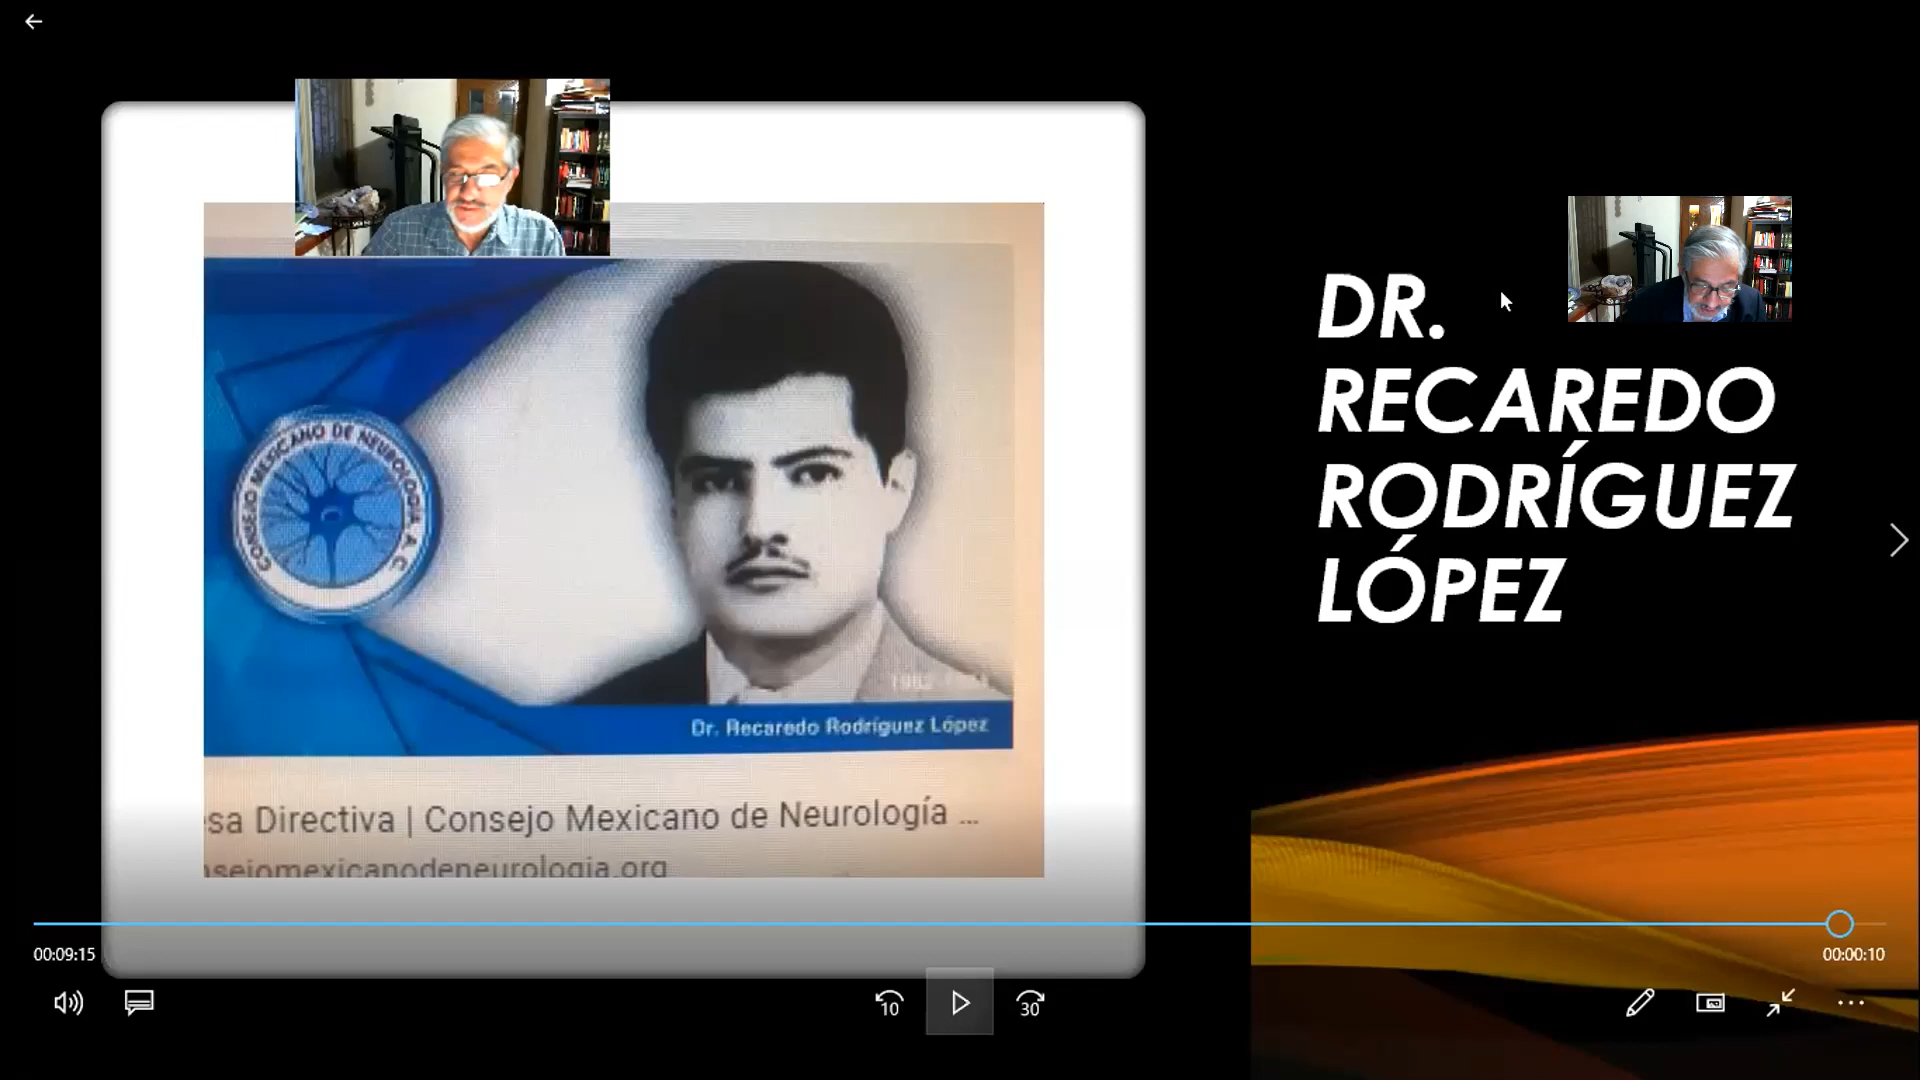 DR.
RECAREDO
RODRÍGUEZ
LÓPEZ
CONSEJO MEXICANO DE NEUROLOGIA A. C.
Dr. Recaredo Rodríguez López
sa Directiva | Consejo Mexicano de Neurología ...
nsejomexicanodeneurologia.org
00:09:15
00:00:10
10
30